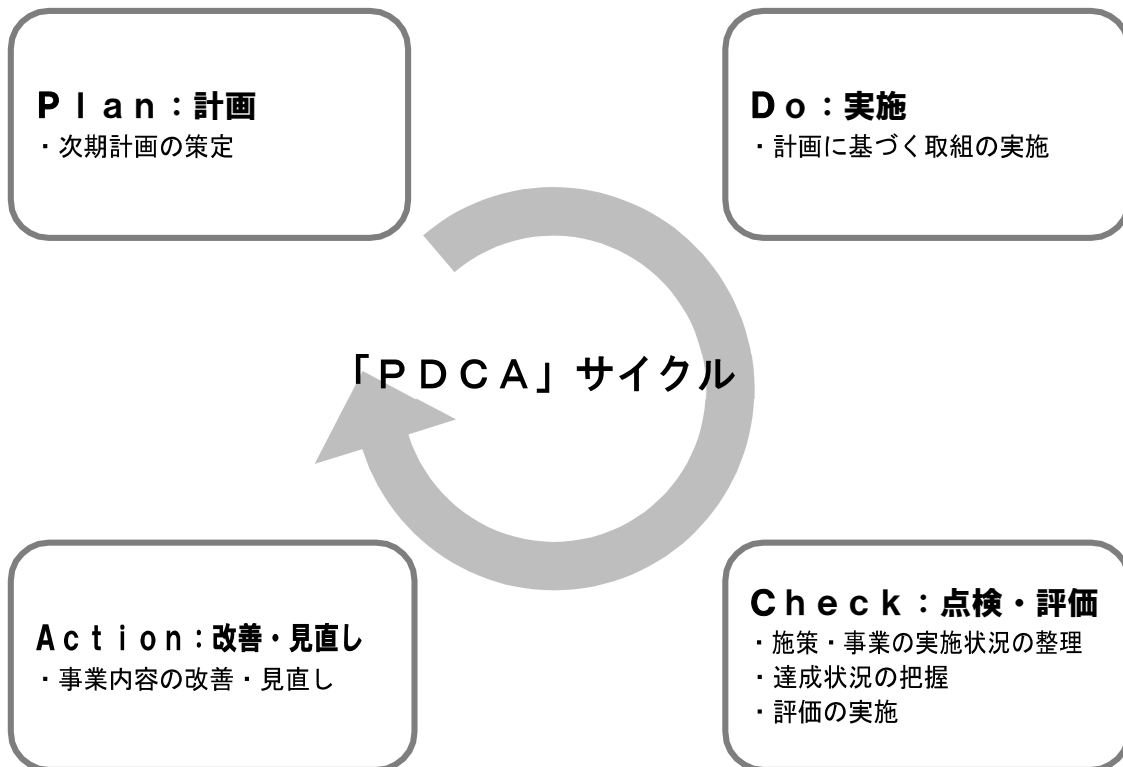 Ｐｌａｎ：計画
・次期計画の策定
Ｄｏ：実施
・計画に基づく取組の実施
「ＰＤＣＡ」サイクル
Ａｃｔｉｏｎ：改善・見直し
・事業内容の改善・見直し
Ｃｈｅｃｋ：点検・評価
・施策・事業の実施状況の整理
・達成状況の把握
・評価の実施